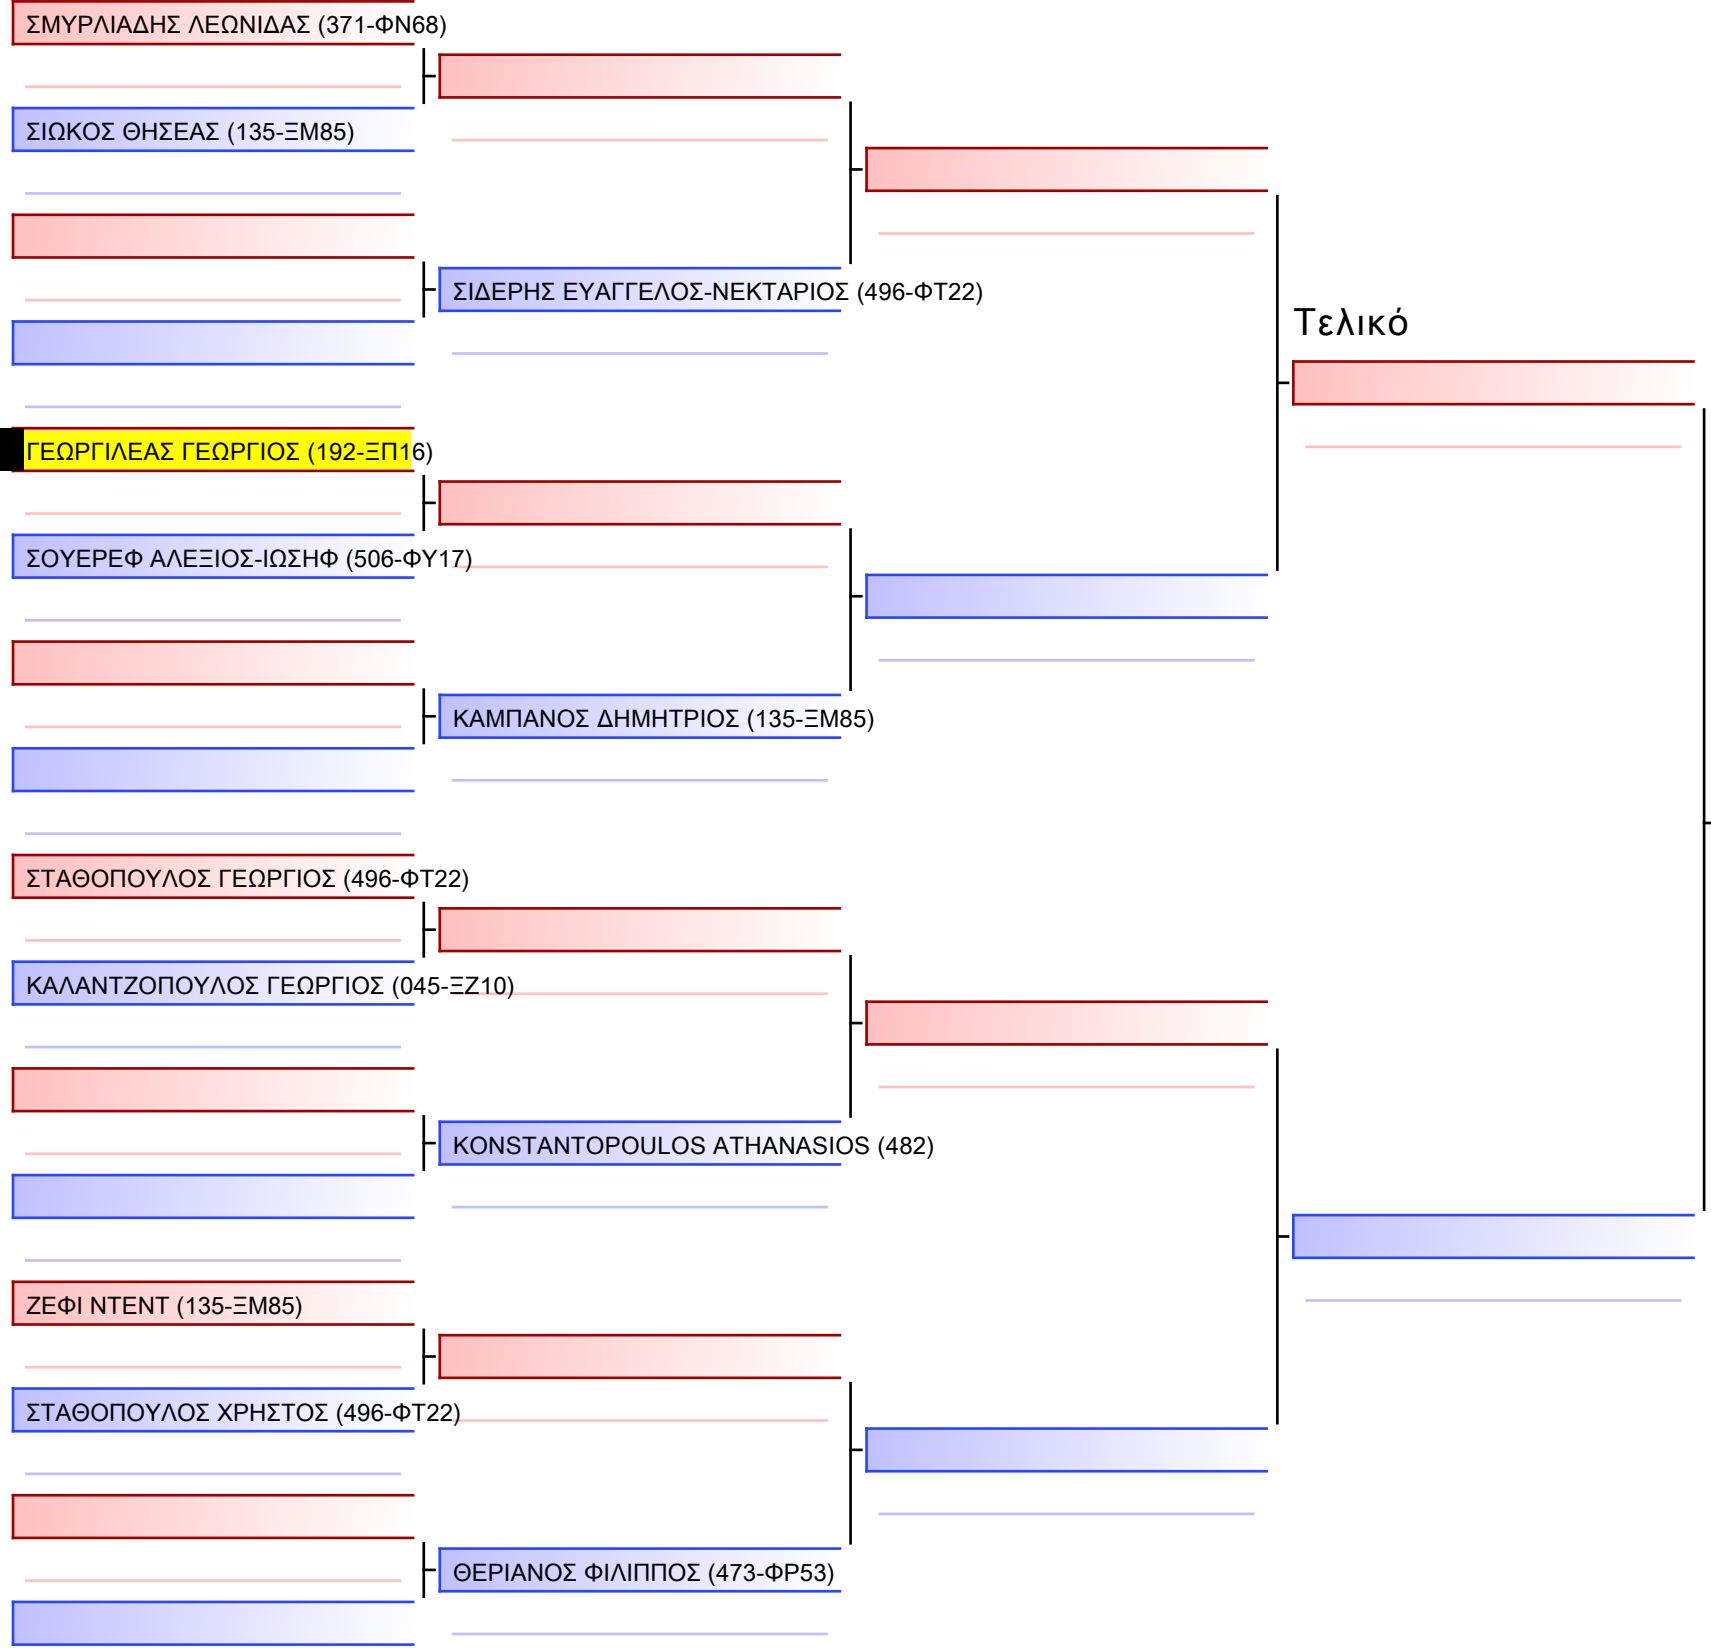 ΣΜΥΡΛΙΑΔΗΣ ΛΕΩΝΙΔΑΣ (371-ΦΝ68)
ΣΙΩΚΟΣ ΘΗΣΕΑΣ (135-ΞΜ85)
ΣΙΔΕΡΗΣ ΕΥΑΓΓΕΛΟΣ-ΝΕΚΤΑΡΙΟΣ (496-ΦΤ22)
Τελικό
ΓΕΩΡΓΙΛΕΑΣ ΓΕΩΡΓΙΟΣ (192-ΞΠ16)
ΣΟΥΕΡΕΦ ΑΛΕΞΙΟΣ-ΙΩΣΗΦ (506-ΦΥ17)
ΚΑΜΠΑΝΟΣ ΔΗΜΗΤΡΙΟΣ (135-ΞΜ85)
ΣΤΑΘΟΠΟΥΛΟΣ ΓΕΩΡΓΙΟΣ (496-ΦΤ22)
ΚΑΛΑΝΤΖΟΠΟΥΛΟΣ ΓΕΩΡΓΙΟΣ (045-ΞΖ10)
KONSTANTOPOULOS ATHANASIOS (482)
ΖΕΦΙ ΝΤΕΝΤ (135-ΞΜ85)
ΣΤΑΘΟΠΟΥΛΟΣ ΧΡΗΣΤΟΣ (496-ΦΤ22)
ΘΕΡΙΑΝΟΣ ΦΙΛΙΠΠΟΣ (473-ΦΡ53)